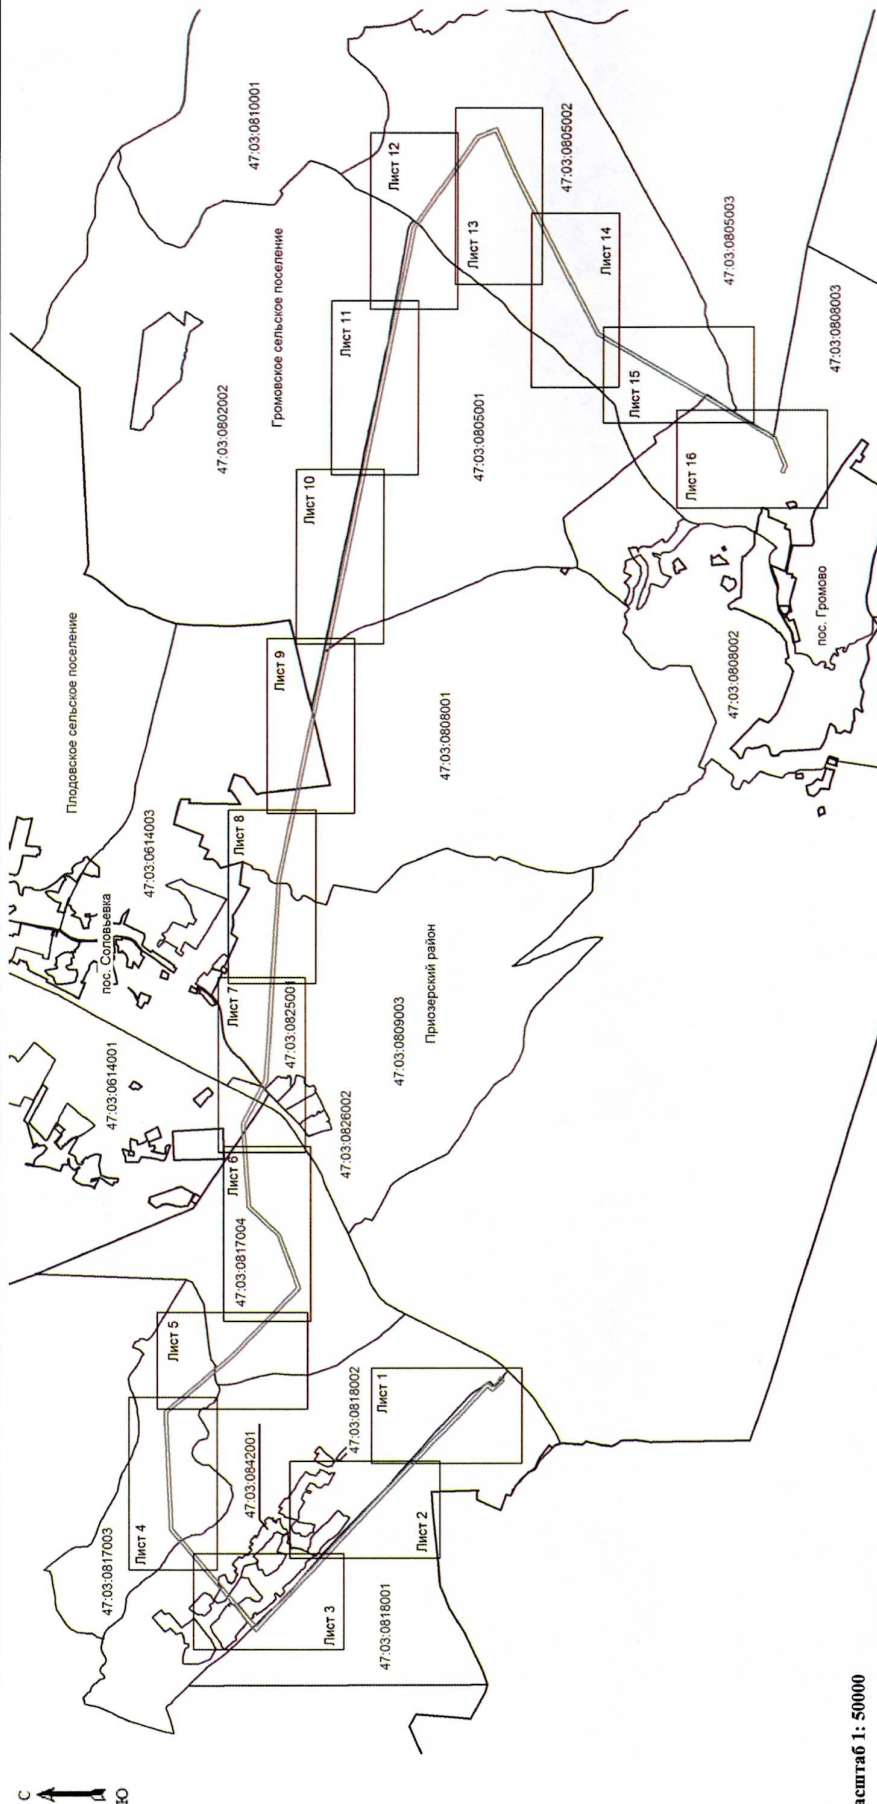 С
Ю
47:03:0817003
Лист 4
Лист 3
47:03:0842001
47:03:0818001
Лист 2
47:03:0818002
Лист 1
Лист 5
47:03:0817004
Лист 6
47:03:0614001
47:03:0826002
47:03:0825001
Лист 7
пос. Соловьевка
47:03:0614003
Лист 8
47:03:0809003
Приозерский район
Плодовское сельское поселение
Лист 9
47:03:0808001
Лист 10
47:03:0802002
Громовское сельское поселение
Лист 11
47:03:0805001
47:03:0810001
Лист 12
Лист 13
47:03:0805002
Лист 14
Лист 15
47:03:0805003
Лист 16
47:03:0808003
47:03:0808002
пос. Громово
асштаб 1: 50000